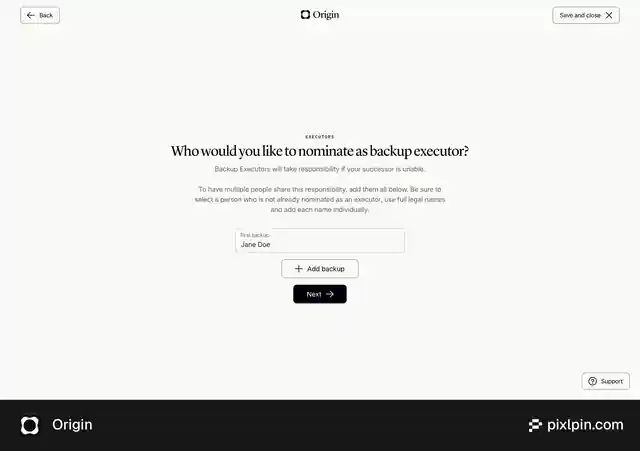 Back
Origin
Save and close
EXECUTORS
Who would you like to nominate as backup executor?
Backup Executors will take responsibility if your successor is unable.
To have multiple people share this responsibility, add them all below. Be sure to
select a person who is not already nominated as an executor, use full legal names
and add each name individually.
First backup
Jane Doe
Add backup
Next
Support
Origin
pixlpin.com